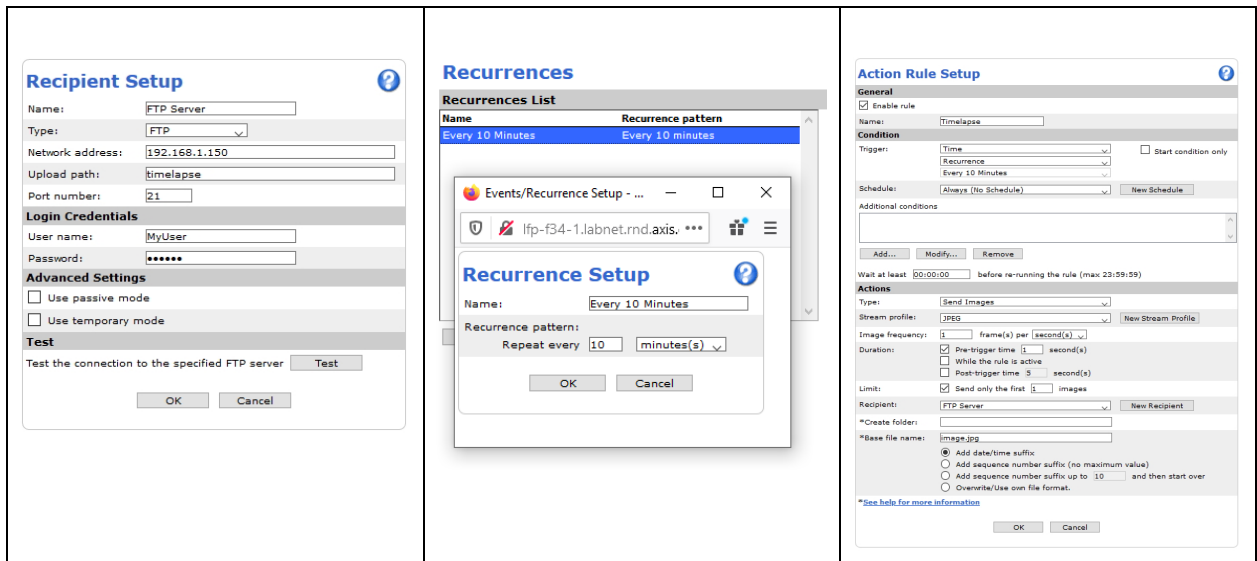 Recipient Setup
Name: FTP Server
Type: FTP
Network address: 192.168.1.150
Upload path: timelapse
Port number: 21
Login Credentials
User name: MyUser
Password: ••••••
Advanced Settings
Use passive mode
Use temporary mode
Test
Test the connection to the specified FTP server Test
OK Cancel
Recurrences
Recurrences List
Name Recurrence pattern
Every 10 Minutes Every 10 minutes
Events/Recurrence Setup - ...
lfp-f34-1.labnet.rnd.axis. •••
Recurrence Setup
Name: Every 10 Minutes
Recurrence pattern:
Repeat every 10 minutes(s)
OK Cancel
Action Rule Setup
General
Enable rule
Name: Timelapse
Condition
Trigger: Time Start condition only
Recurrence
Every 10 Minutes
Schedule: Always (No Schedule) New Schedule
Additional conditions
Add... Modify... Remove
Wait at least 00:00:00 before re-running the rule (max 23:59:59)
Actions
Type: Send Images
Stream profile: JPEG New Stream Profile
Image frequency: 1 frame(s) per second(s)
Duration: Pre-trigger time 1 second(s)
While the rule is active
Post-trigger time 5 second(s)
Limit: Send only the first 1 images
Recipient: FTP Server New Recipient
*Create folder:
*Base file name: image.jpg
Add date/time suffix
Add sequence number suffix (no maximum value)
Add sequence number suffix up to 10 and then start over
Overwrite/Use own file format.
*See help for more information
OK Cancel